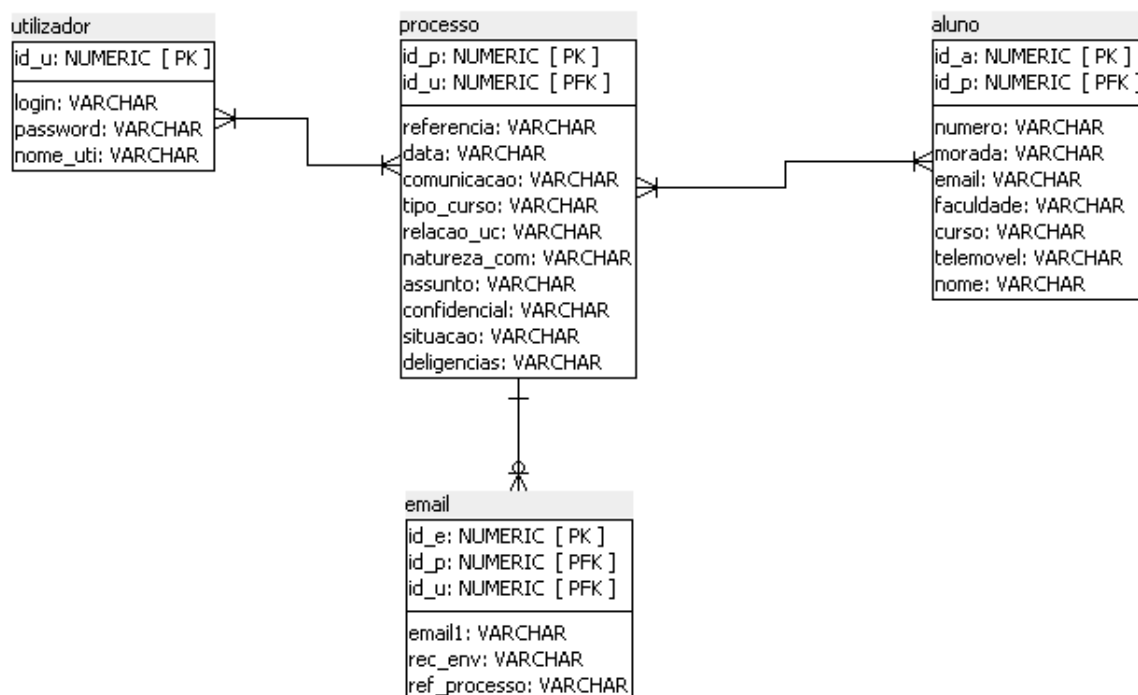 utilizador
id_u: NUMERIC [ PK ]
login: VARCHAR
password: VARCHAR
nome_uti: VARCHAR
processo
id_p: NUMERIC [ PK ]
id_u: NUMERIC [ PFK ]
referencia: VARCHAR
data: VARCHAR
comunicacao: VARCHAR
tipo_curso: VARCHAR
relacao_uc: VARCHAR
natureza_com: VARCHAR
assunto: VARCHAR
confidencial: VARCHAR
situacao: VARCHAR
deligencias: VARCHAR
aluno
id_a: NUMERIC [ PK ]
id_p: NUMERIC [ PFK ]
numero: VARCHAR
morada: VARCHAR
email: VARCHAR
faculdade: VARCHAR
curso: VARCHAR
telemovel: VARCHAR
nome: VARCHAR
email
id_e: NUMERIC [ PK ]
id_p: NUMERIC [ PFK ]
id_u: NUMERIC [ PFK ]
email1: VARCHAR
rec_env: VARCHAR
ref_processo: VARCHAR